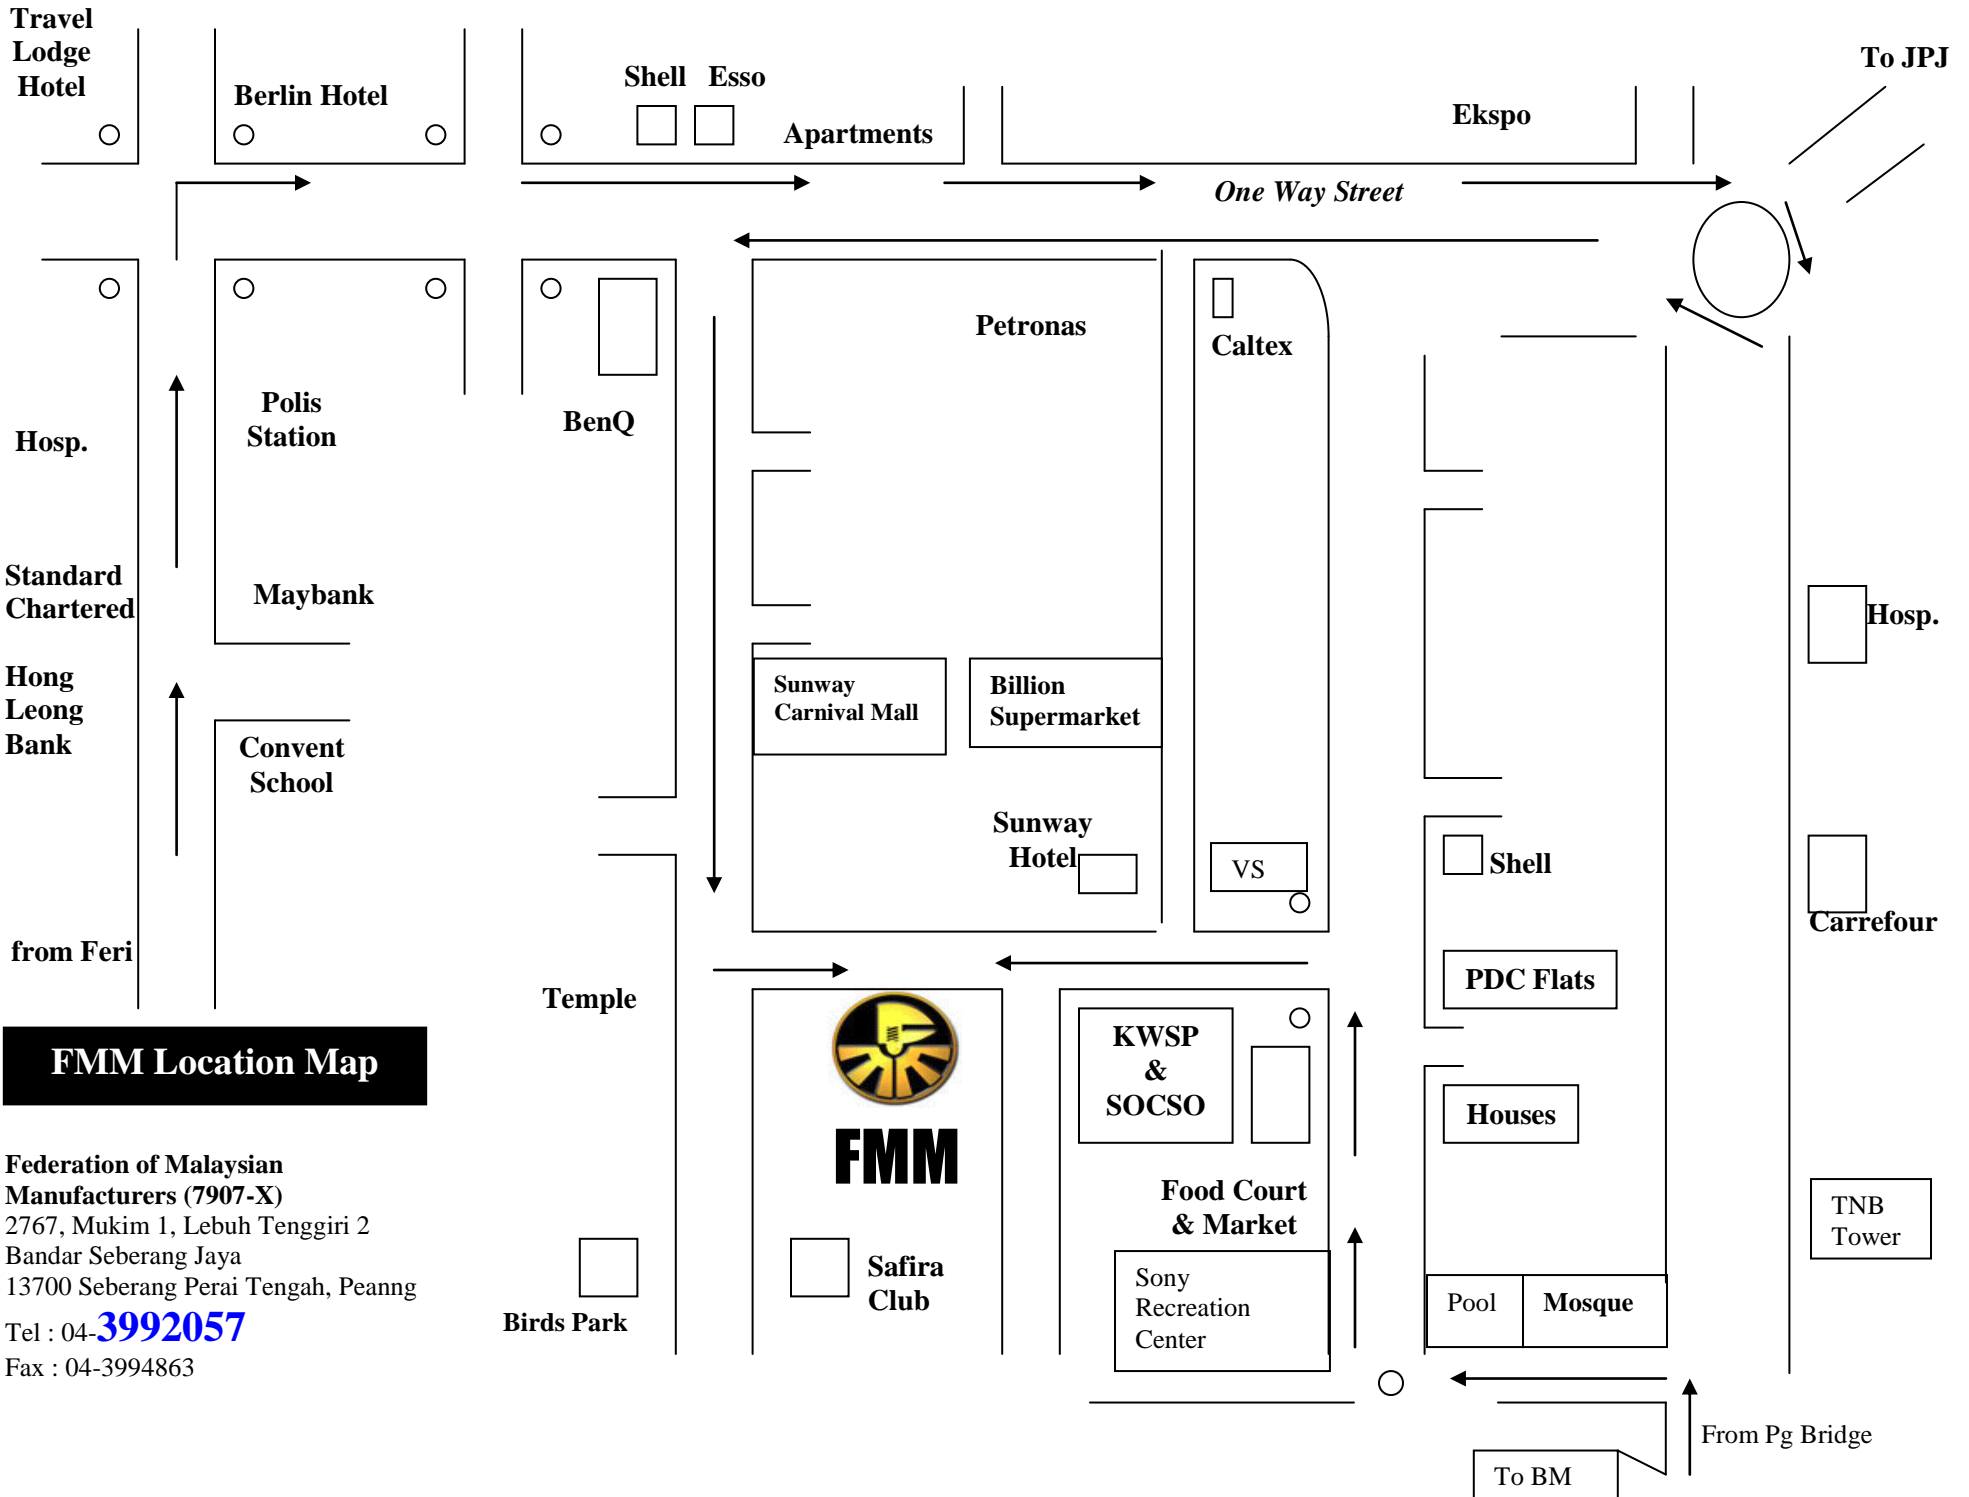 Travel
Lodge
Hotel
Berlin Hotel
Shell Esso
Apartments
Ekspo
To JPJ
One Way Street
Petronas
Caltex
Polis
Station
BenQ
Hosp.
Standard
Chartered
Maybank
Hosp.
Hong
Leong
Bank
Sunway
Carnival Mall
Billion
Supermarket
Convent
School
Sunway
Hotel
VS
Shell
Carrefour
from Feri
Temple
PDC Flats
KWSP
&
SOCSO
FMM Location Map
FMM
Houses
Federation of Malaysian
Manufacturers (7907-X)
2767, Mukim 1, Lebuh Tenggiri 2
Bandar Seberang Jaya
13700 Seberang Perai Tengah, Peanng
Tel : 04-3992057
Fax : 04-3994863
Food Court
& Market
TNB
Tower
Birds Park
Safira
Club
Sony
Recreation
Center
Pool
Mosque
From Pg Bridge
To BM